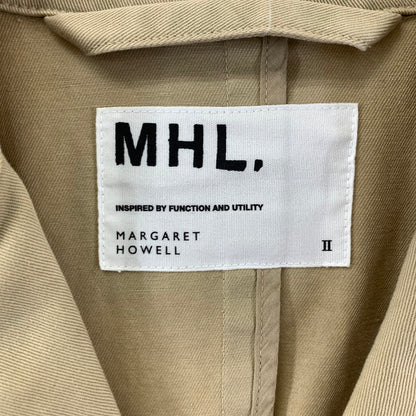 MHL.
INSPIRED BY FUNCTION AND UTILITY
MARGARET
HOWELL
II